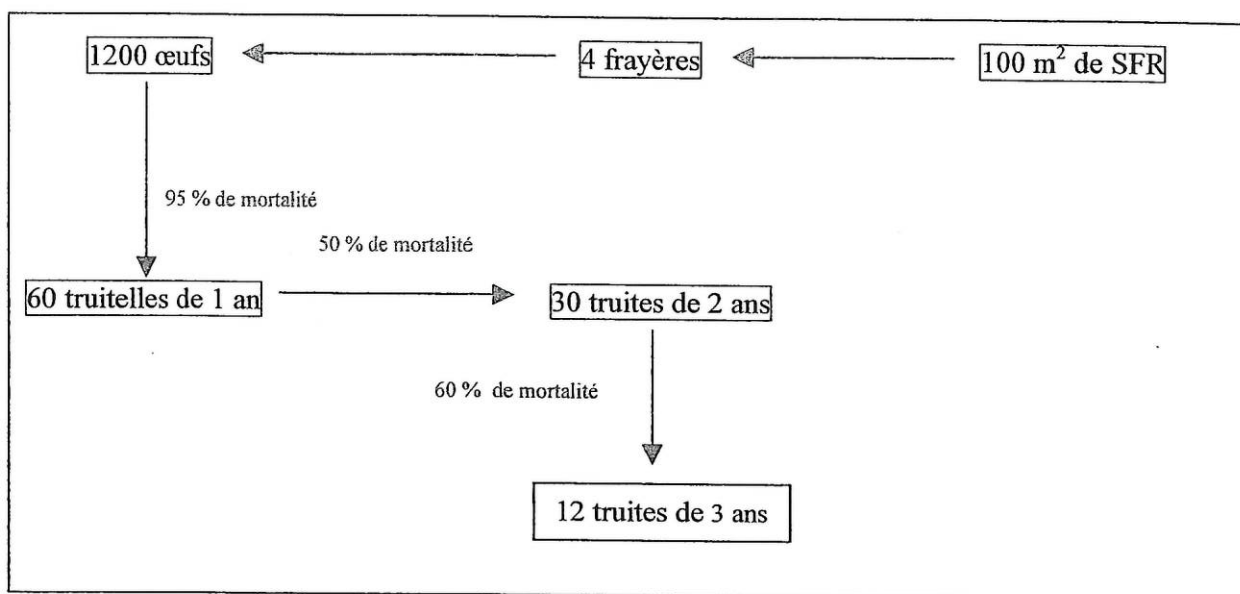 1200 œufs
4 frayères
100 m² de SFR
95 % de mortalité
50 % de mortalité
60 truitelles de 1 an
30 truites de 2 ans
60 % de mortalité
12 truites de 3 ans